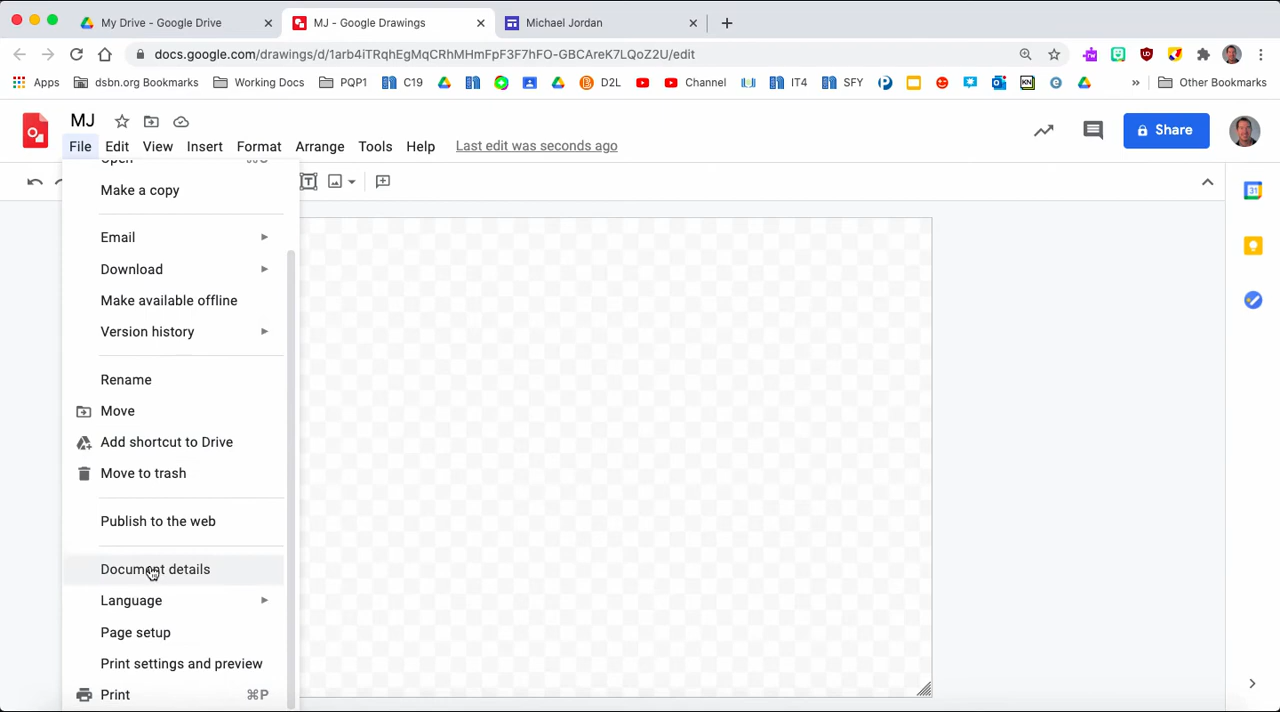 My Drive - Google Drive
MJ - Google Drawings
Michael Jordan
docs.google.com/drawings/d/1arb4iTRqhEgMqCRhMHmFpF3F7hFO-GBCAreK7LQoZ2U/edit
Apps dsbn.org Bookmarks Working Docs PQP1 C19 D2L Channel IT4 SFY KN » Other Bookmarks
MJ
Share
File Edit View Insert Format Arrange Tools Help Last edit was seconds ago
Open ⌘O
Make a copy
Email
Download
Make available offline
Version history
Rename
Move
Add shortcut to Drive
Move to trash
Publish to the web
Document details
Language
Page setup
Print settings and preview
Print ⌘P
31